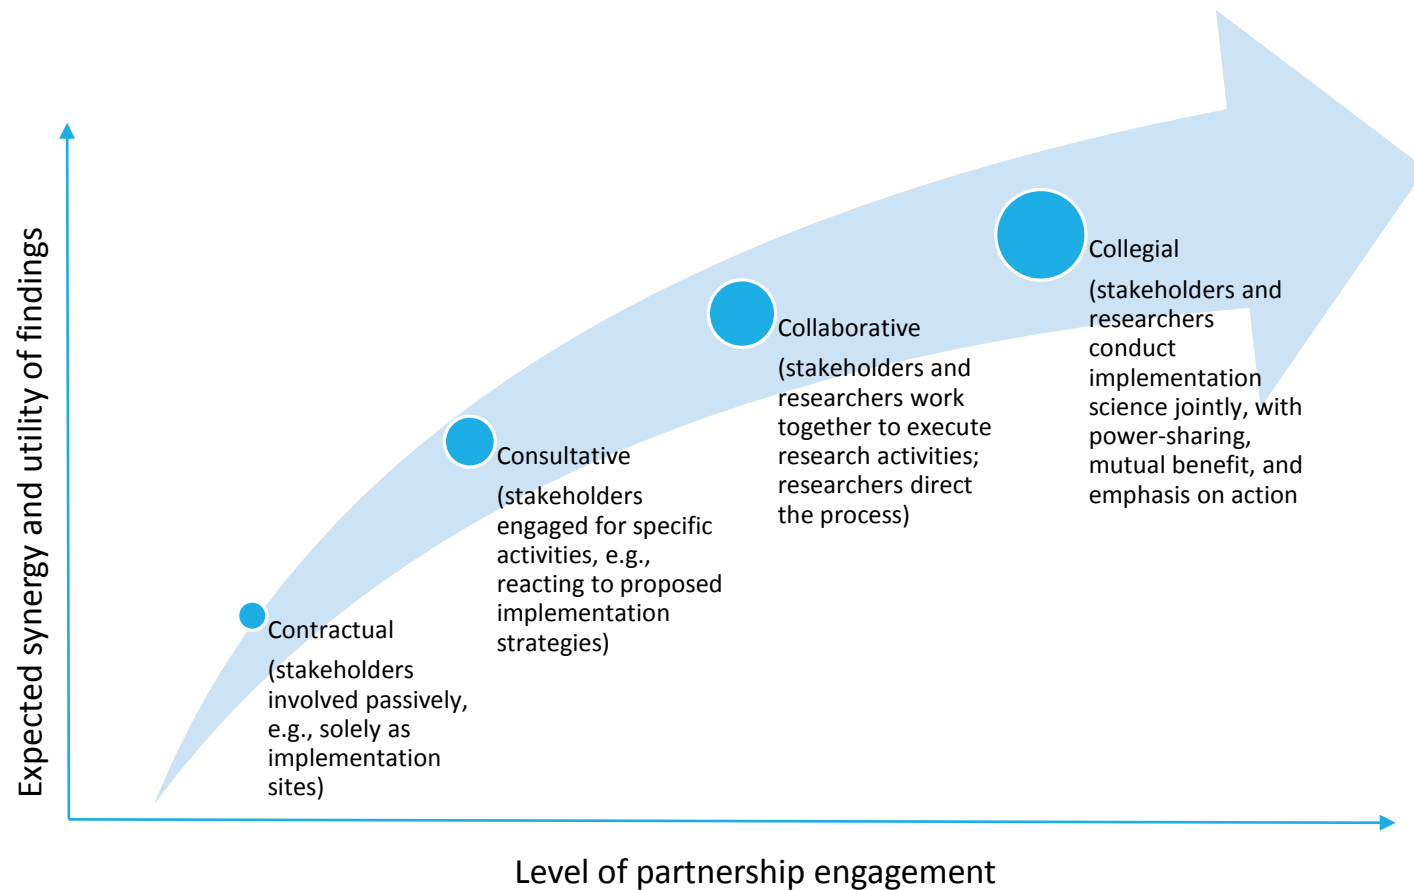 Expected synergy and utility of findings
Contractual
(stakeholders
involved passively,
e.g., solely as
implementation
sites)
Consultative
(stakeholders
engaged for specific
activities, e.g.,
reacting to proposed
implementation
strategies)
Collaborative
(stakeholders and
researchers work
together to execute
research activities;
researchers direct
the process)
Collegial
(stakeholders and
researchers
conduct
implementation
science jointly, with
power-sharing,
mutual benefit, and
emphasis on action
Level of partnership engagement